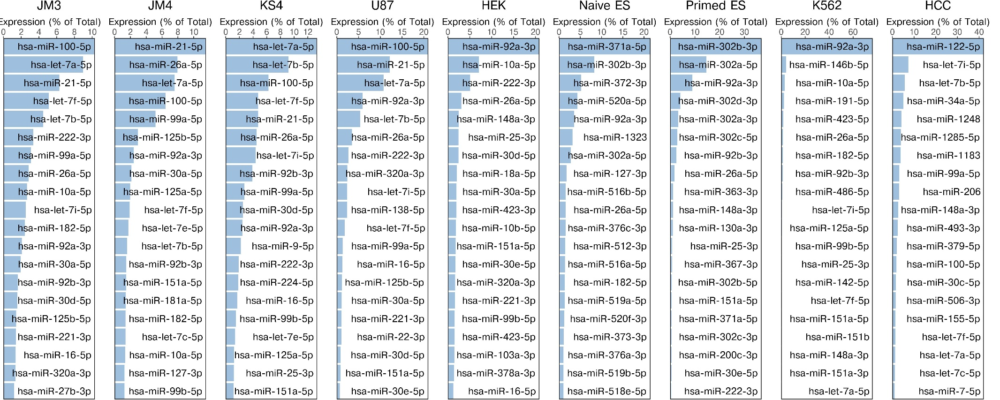 JM3 JM4 KS4 U87 HEK Naive ES Primed ES K562 HCC
Expression (% of Total) Expression (% of Total) Expression (% of Total) Expression (% of Total) Expression (% of Total) Expression (% of Total) Expression (% of Total) Expression (% of Total) Expression (% of Total)
0 2 4 6 8 10 0 2 4 6 8 10 0 2 4 6 8 10 12 0 5 10 15 20 0 5 10 15 20 0 5 10 15 20 0 10 20 30 0 20 40 60 0 10 20 30 40
hsa-miR-100-5p hsa-miR-21-5p hsa-let-7a-5p hsa-miR-100-5p hsa-miR-92a-3p hsa-miR-371a-5p hsa-miR-302b-3p hsa-miR-92a-3p hsa-miR-122-5p
hsa-let-7a-5p hsa-miR-26a-5p hsa-let-7b-5p hsa-miR-21-5p hsa-miR-10a-5p hsa-miR-302b-3p hsa-miR-302a-5p hsa-miR-146b-5p hsa-let-7i-5p
hsa-miR-21-5p hsa-let-7a-5p hsa-miR-100-5p hsa-let-7a-5p hsa-miR-222-3p hsa-miR-372-3p hsa-miR-92a-3p hsa-miR-10a-5p hsa-let-7b-5p
hsa-let-7f-5p hsa-miR-100-5p hsa-let-7f-5p hsa-miR-92a-3p hsa-miR-26a-5p hsa-miR-520a-5p hsa-miR-302d-3p hsa-miR-191-5p hsa-miR-34a-5p
hsa-let-7b-5p hsa-miR-99a-5p hsa-miR-21-5p hsa-let-7b-5p hsa-miR-148a-3p hsa-miR-92a-3p hsa-miR-302a-3p hsa-miR-423-5p hsa-miR-1248
hsa-miR-222-3p hsa-miR-125b-5p hsa-miR-26a-5p hsa-miR-26a-5p hsa-miR-25-3p hsa-miR-1323 hsa-miR-302c-5p hsa-miR-26a-5p hsa-miR-1285-5p
hsa-miR-99a-5p hsa-miR-92a-3p hsa-let-7i-5p hsa-miR-222-3p hsa-miR-30d-5p hsa-miR-302a-5p hsa-miR-92b-3p hsa-miR-182-5p hsa-miR-1183
hsa-miR-26a-5p hsa-miR-30a-5p hsa-miR-92b-3p hsa-miR-320a-3p hsa-miR-18a-5p hsa-miR-127-3p hsa-miR-26a-5p hsa-miR-92b-3p hsa-miR-99a-5p
hsa-miR-10a-5p hsa-miR-125a-5p hsa-miR-99a-5p hsa-let-7i-5p hsa-miR-30a-5p hsa-miR-516b-5p hsa-miR-363-3p hsa-miR-486-5p hsa-miR-206
hsa-let-7i-5p hsa-let-7f-5p hsa-miR-30d-5p hsa-miR-138-5p hsa-miR-423-3p hsa-miR-26a-5p hsa-miR-148a-3p hsa-let-7i-5p hsa-miR-148a-3p
hsa-miR-182-5p hsa-let-7e-5p hsa-miR-92a-3p hsa-let-7f-5p hsa-miR-10b-5p hsa-miR-376c-3p hsa-miR-130a-3p hsa-miR-125a-5p hsa-miR-493-3p
hsa-miR-92a-3p hsa-let-7b-5p hsa-miR-9-5p hsa-miR-99a-5p hsa-miR-151a-5p hsa-miR-512-3p hsa-miR-25-3p hsa-miR-99b-5p hsa-miR-379-5p
hsa-miR-30a-5p hsa-miR-92b-3p hsa-miR-222-3p hsa-miR-16-5p hsa-miR-30e-5p hsa-miR-516a-5p hsa-miR-367-3p hsa-miR-25-3p hsa-miR-100-5p
hsa-miR-92b-3p hsa-miR-151a-5p hsa-miR-224-5p hsa-miR-125b-5p hsa-miR-320a-3p hsa-miR-182-5p hsa-miR-302b-5p hsa-miR-142-5p hsa-miR-30c-5p
hsa-miR-30d-5p hsa-miR-181a-5p hsa-miR-16-5p hsa-miR-30a-5p hsa-miR-221-3p hsa-miR-519a-5p hsa-miR-151a-5p hsa-let-7f-5p hsa-miR-506-3p
hsa-miR-125b-5p hsa-miR-182-5p hsa-miR-99b-5p hsa-miR-221-3p hsa-miR-99b-5p hsa-miR-520f-3p hsa-miR-371a-5p hsa-miR-151a-5p hsa-miR-155-5p
hsa-miR-221-3p hsa-let-7c-5p hsa-let-7e-5p hsa-miR-22-3p hsa-miR-423-5p hsa-miR-373-3p hsa-miR-302c-3p hsa-miR-151b hsa-let-7f-5p
hsa-miR-16-5p hsa-miR-10a-5p hsa-miR-125a-5p hsa-miR-30d-5p hsa-miR-103a-3p hsa-miR-376a-3p hsa-miR-200c-3p hsa-miR-148a-3p hsa-let-7a-5p
hsa-miR-320a-3p hsa-miR-127-3p hsa-miR-25-3p hsa-miR-151a-5p hsa-miR-378a-3p hsa-miR-519b-5p hsa-miR-30e-5p hsa-miR-151a-3p hsa-let-7c-5p
hsa-miR-27b-3p hsa-miR-99b-5p hsa-miR-151a-5p hsa-miR-30e-5p hsa-miR-16-5p hsa-miR-518e-5p hsa-miR-222-3p hsa-let-7a-5p hsa-miR-7-5p